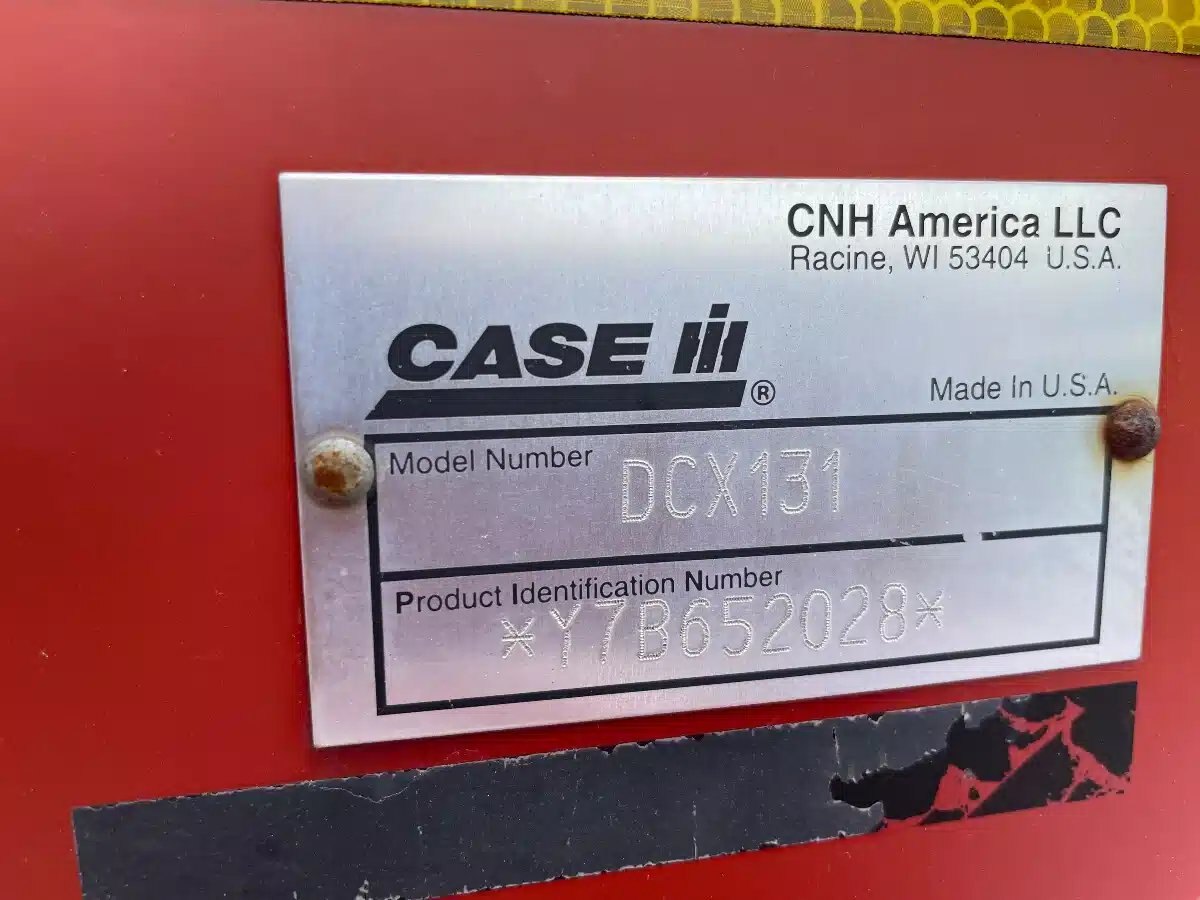 CNH America LLC
Racine, WI 53404 U.S.A.
CASE IH
®
Made In U.S.A.
Model Number DCX131
Product Identification Number
*Y7B652028*